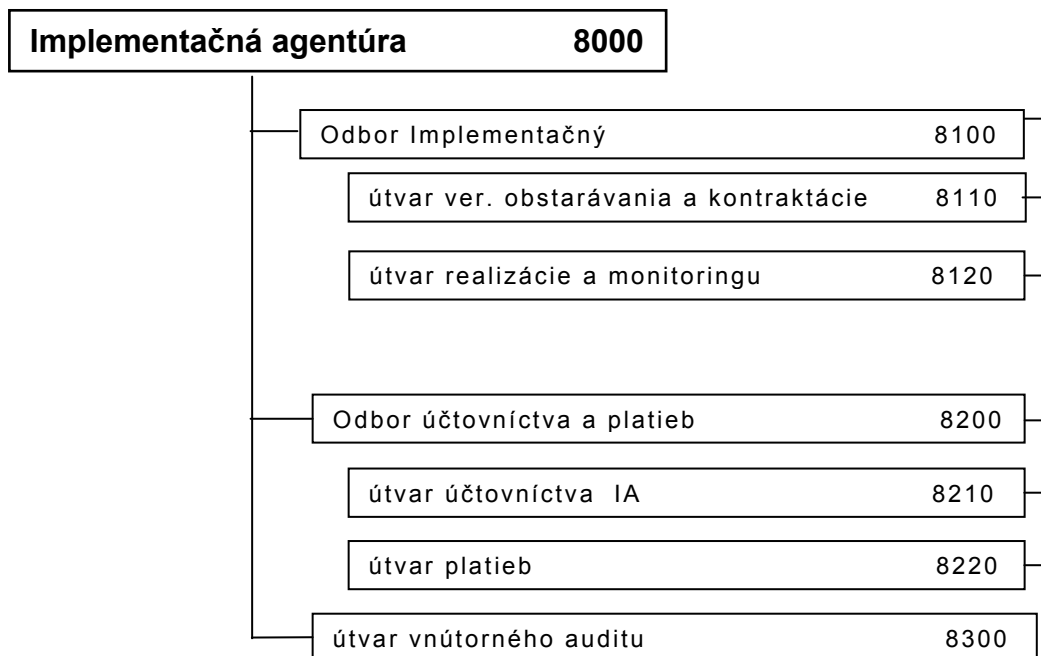 Implementačná agentúra 8000
Odbor Implementačný 8100
útvar ver. obstarávania a kontraktácie 8110
útvar realizácie a monitoringu 8120
Odbor účtovníctva a platieb 8200
útvar účtovníctva IA 8210
útvar platieb 8220
útvar vnútorného auditu 8300